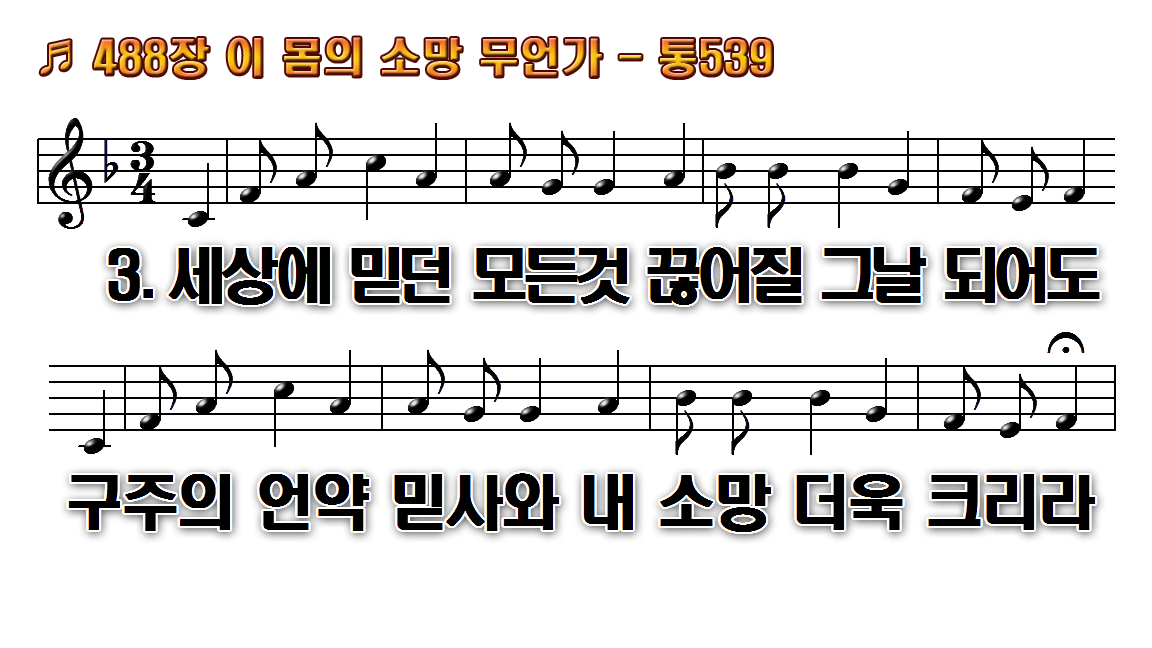 ♬ 488장 이 몸의 소망 무언가 - 통539
3/4
3. 세상에 믿던 모든것 끊어질 그날 되어도
구주의 언약 믿사와 내 소망 더욱 크리라